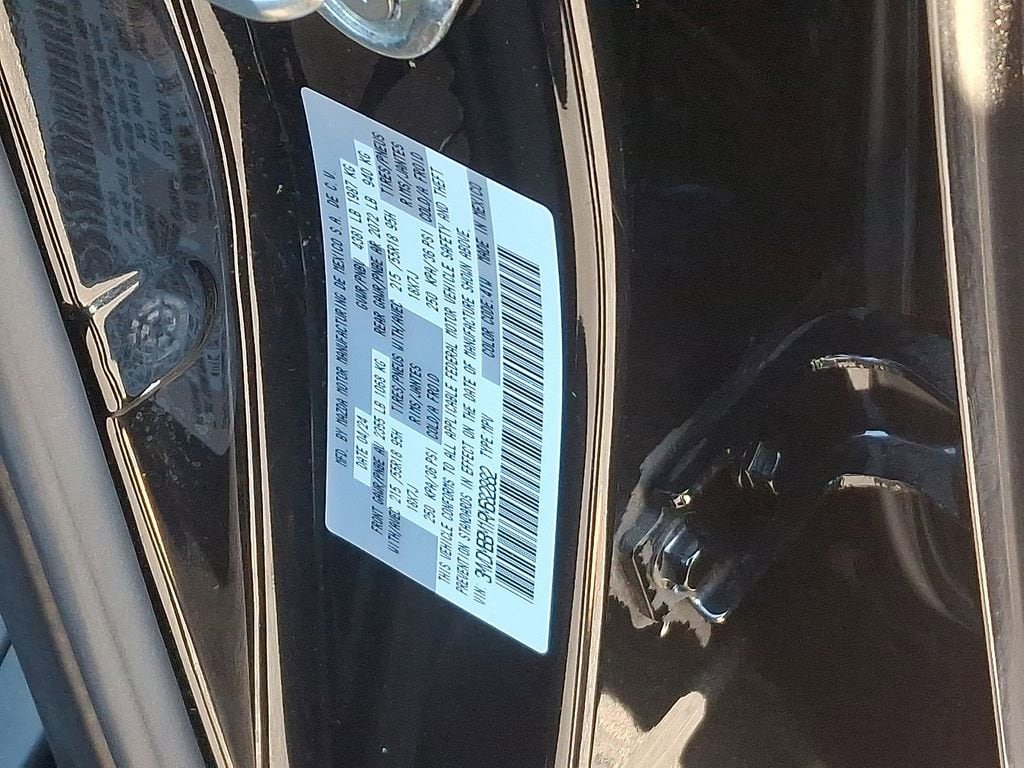 MFD. BY MAZDA MOTOR MANUFACTURING DE MEXICO S.A. DE C.V.
DATE 04/24 GVWR/PNBV 4381 LB 1987 KG
FRONT GAWR/PNBE AV 2355 LB 1068 KG REAR GAWR/PNBE AR 2072 LB 940 KG
WITH/AVEC 215 /55R18 95H TIRES/PNEUS WITH/AVEC 215 /55R18 95H TIRES/PNEUS
18X7J RIMS/JANTES 18X7J RIMS/JANTES
250 KPA/36 PSI COLD/A FROID 250 KPA/36 PSI COLD/A FROID
THIS VEHICLE CONFORMS TO ALL APPLICABLE FEDERAL MOTOR VEHICLE SAFETY AND THEFT
PREVENTION STANDARDS IN EFFECT ON THE DATE OF MANUFACTURE SHOWN ABOVE.
VIN TYPE:MPV COLOR CODE: 41W MADE IN MEXICO